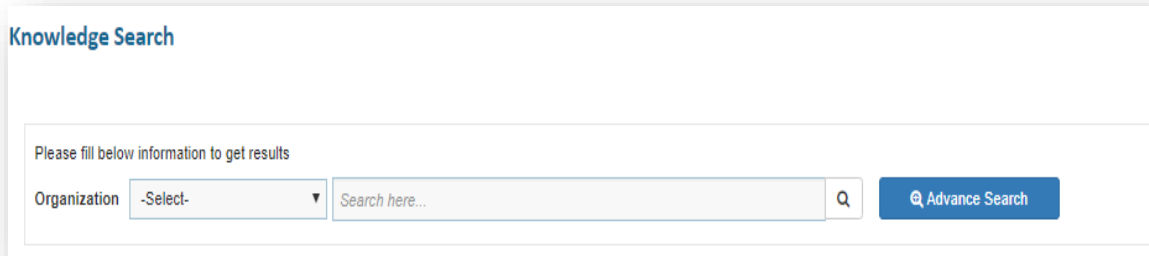 Knowledge Search
Please fill below information to get results
Organization -Select- Search here... Advance Search